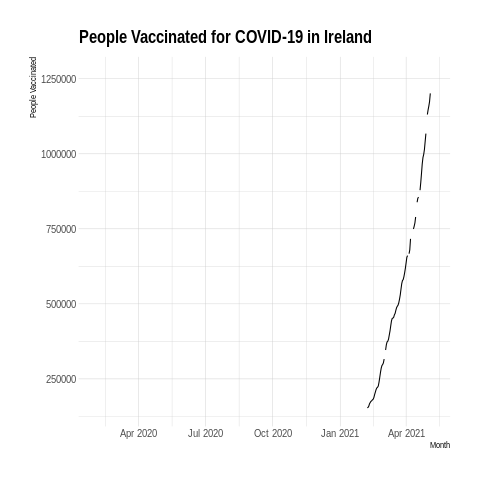 People Vaccinated for COVID-19 in Ireland
People Vaccinated
1250000
1000000
750000
500000
250000
Apr 2020 Jul 2020 Oct 2020 Jan 2021 Apr 2021
Month